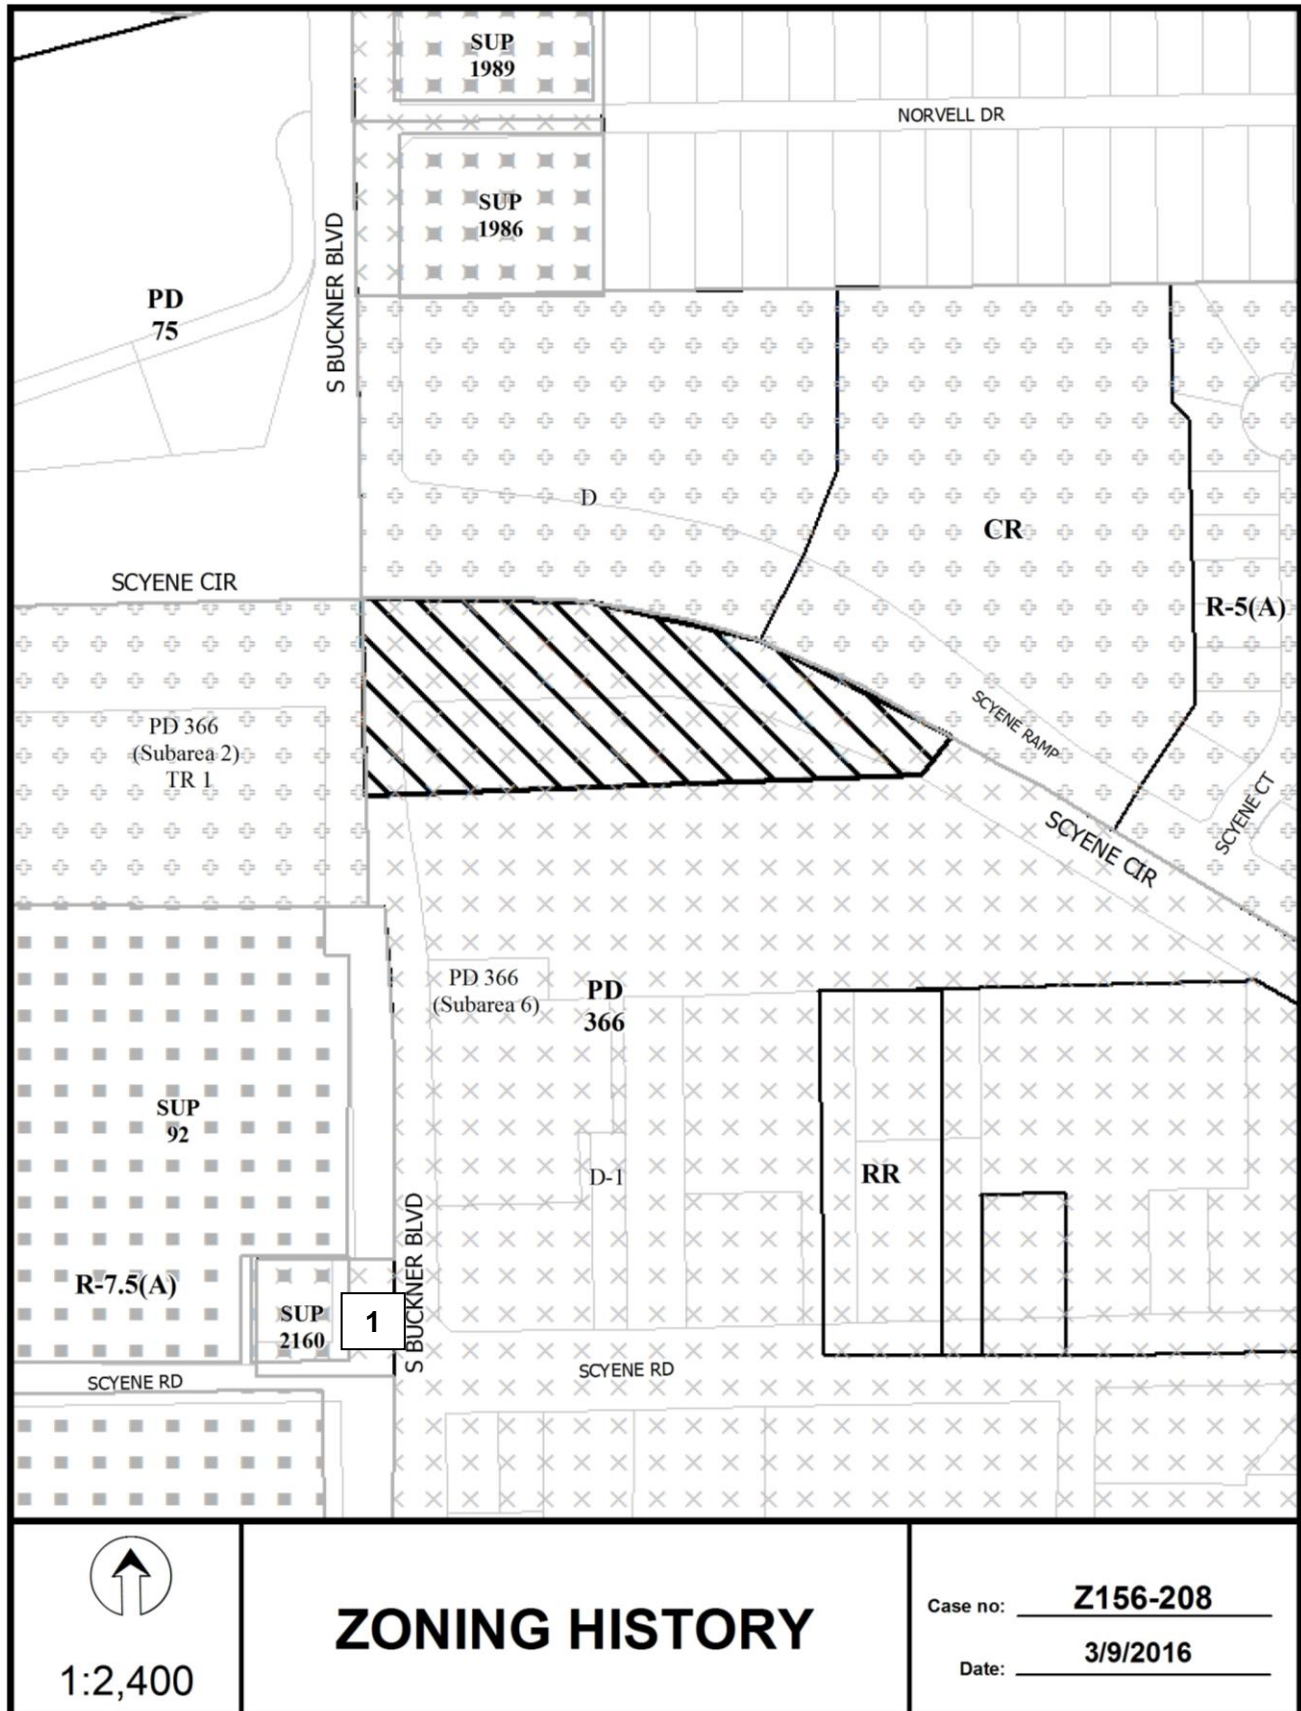 SUP
1989
NORVELL DR
SUP
1986
S BUCKNER BLVD
PD
75
D
CR
SCYENE CIR
R-5(A)
SCYENE RAMP
PD 366
(Subarea 2)
TR 1
SCYENE CT
SCYENE CIR
PD 366
(Subarea 6)
PD
366
SUP
92
D-1
RR
S BUCKNER BLVD
R-7.5(A)
SUP
2160
1
SCYENE RD
SCYENE RD
1:2,400
ZONING HISTORY
Case no: Z156-208
Date: 3/9/2016